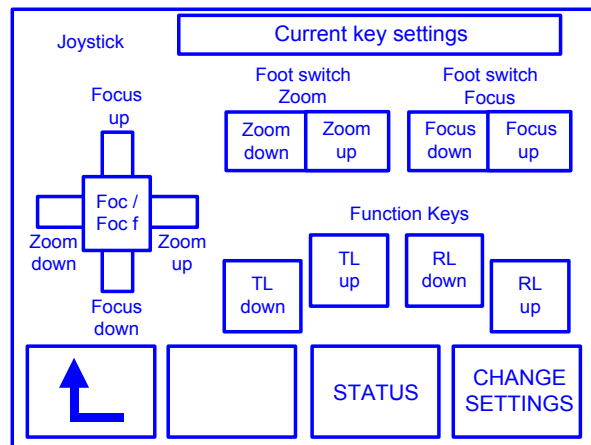 Joystick
Current key settings
Focus
up
Foc /
Foc f
Zoom
down
Zoom
up
Focus
down
Foot switch
Zoom
Zoom
down
Zoom
up
Foot switch
Focus
Focus
down
Focus
up
Function Keys
TL
down
TL
up
RL
down
RL
up
STATUS
CHANGE
SETTINGS